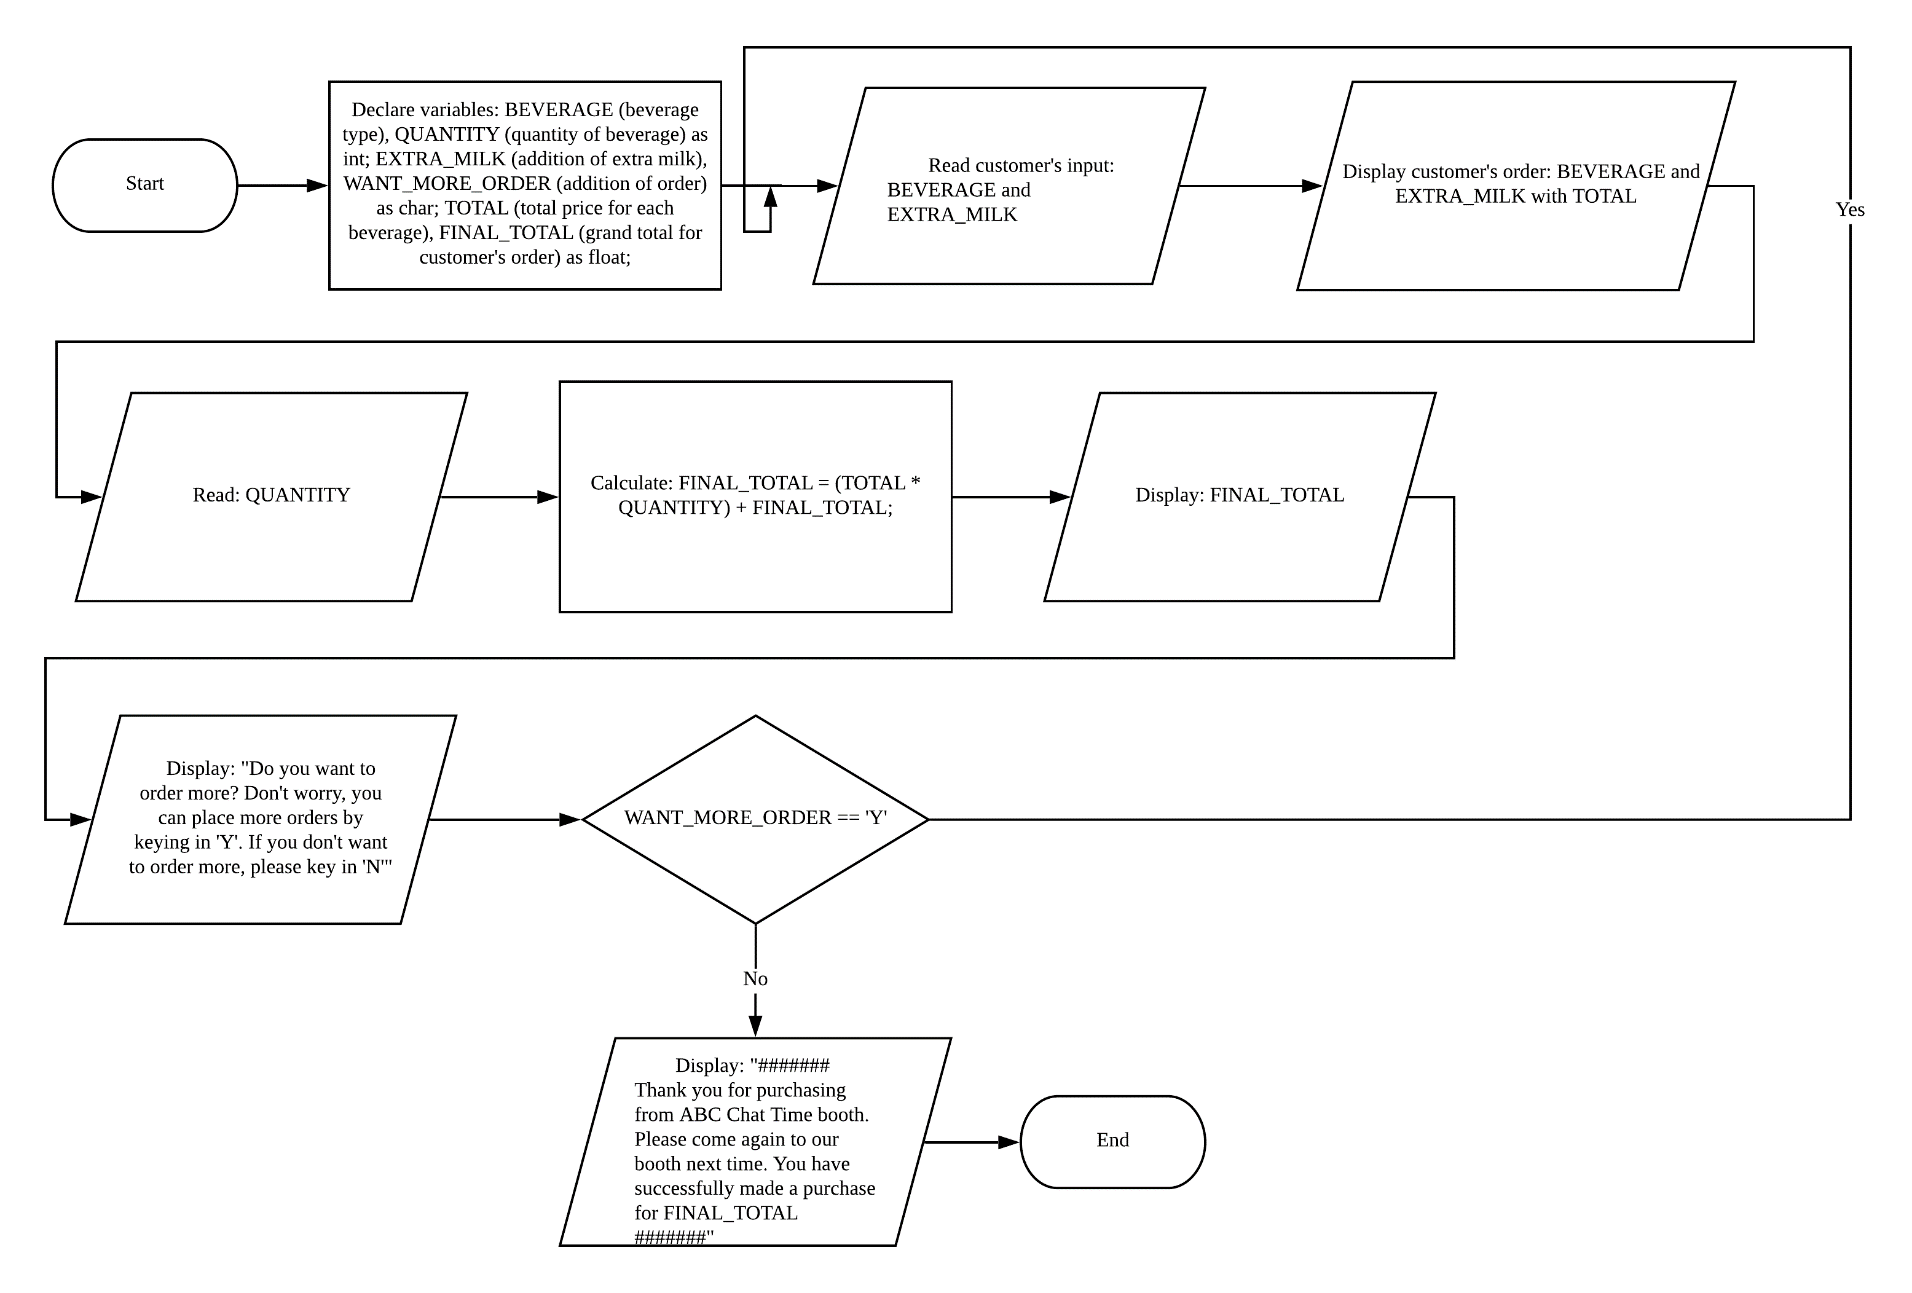 Start
Declare variables: BEVERAGE (beverage
type), QUANTITY (quantity of beverage) as
int; EXTRA_MILK (addition of extra milk),
WANT_MORE_ORDER (addition of order)
as char; TOTAL (total price for each
beverage), FINAL_TOTAL (grand total for
customer's order) as float;
Read customer's input:
BEVERAGE and
EXTRA_MILK
Display customer's order: BEVERAGE and
EXTRA_MILK with TOTAL
Yes
Read: QUANTITY
Calculate: FINAL_TOTAL = (TOTAL *
QUANTITY) + FINAL_TOTAL;
Display: FINAL_TOTAL
Display: "Do you want to
order more? Don't worry, you
can place more orders by
keying in 'Y'. If you don't want
to order more, please key in 'N'"
WANT_MORE_ORDER == 'Y'
No
Display: "#######
Thank you for purchasing
from ABC Chat Time booth.
Please come again to our
booth next time. You have
successfully made a purchase
for FINAL_TOTAL
#######"
End